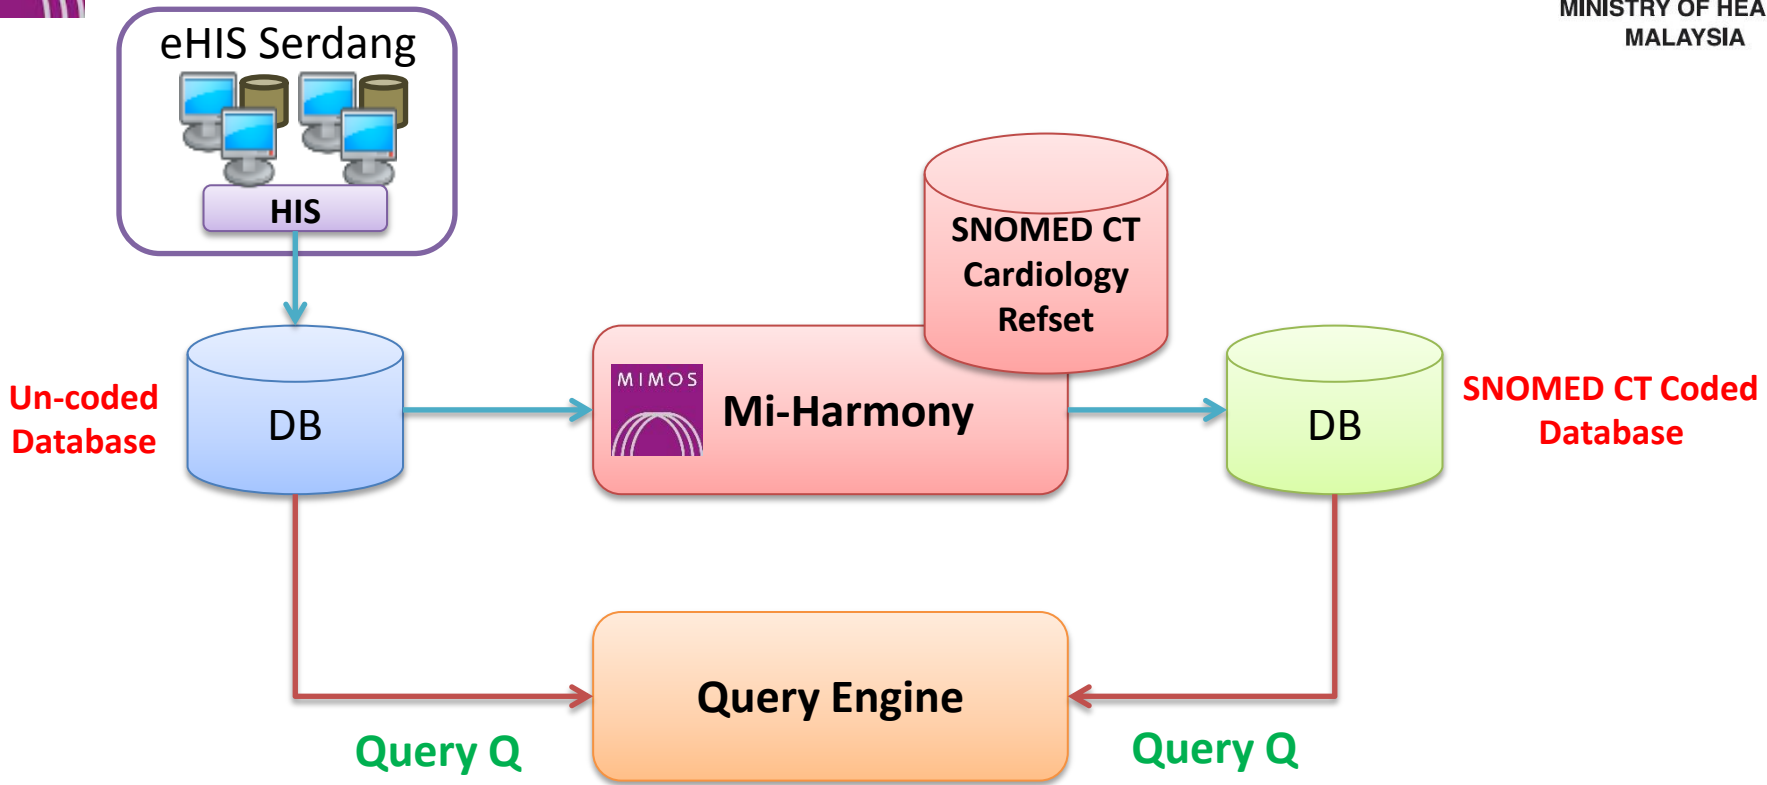 MINISTRY OF HEA
MALAYSIA
eHIS Serdang
HIS
SNOMED CT
Cardiology
Refset
Un-coded
Database
DB
MIMOS
Mi-Harmony
DB
SNOMED CT Coded
Database
Query Engine
Query Q
Query Q